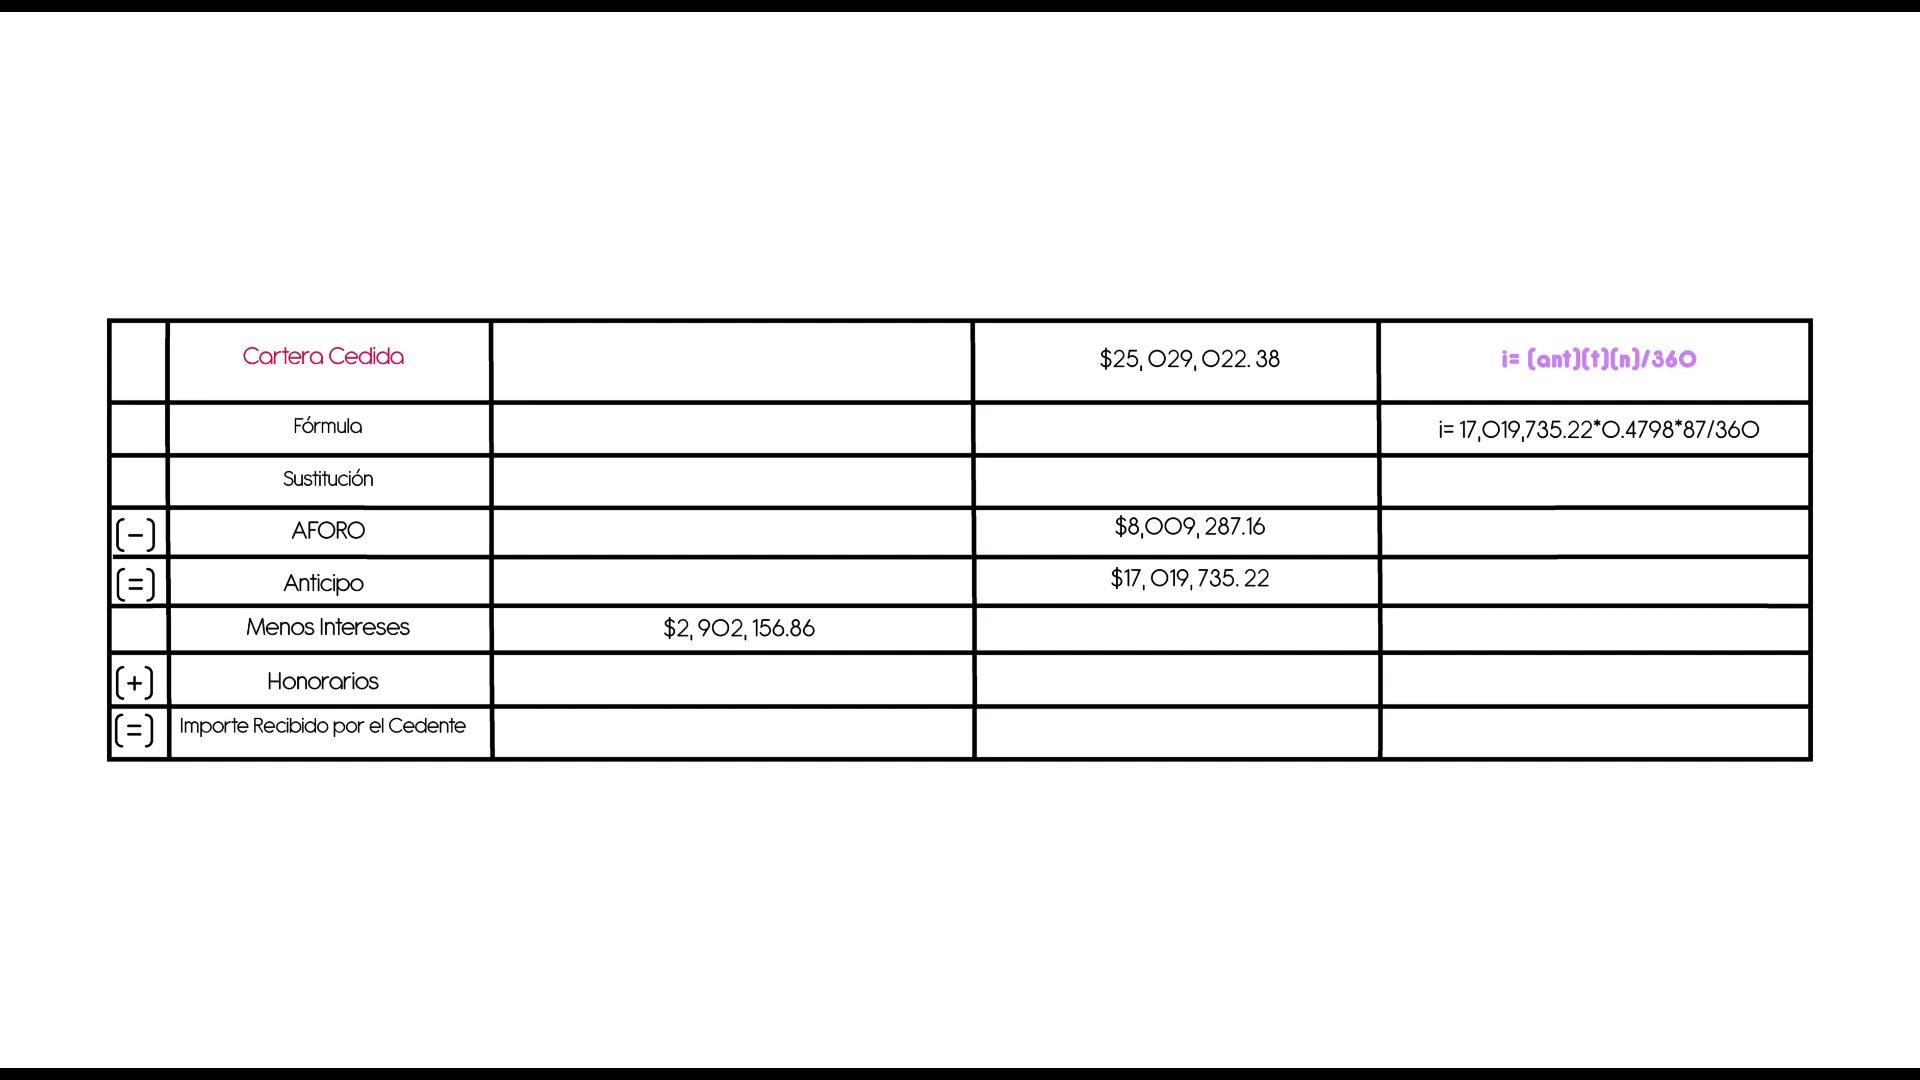 Cartera Cedida $25, 029, 022. 38 i= (ant)(t)(n)/360
Fórmula i= 17,019,735.22*0.4798*87/360
Sustitución
(-) AFORO $8,009, 287.16
(=) Anticipo $17, 019, 735. 22
Menos Intereses $2, 902, 156.86
(+) Honorarios
(=) Importe Recibido por el Cedente